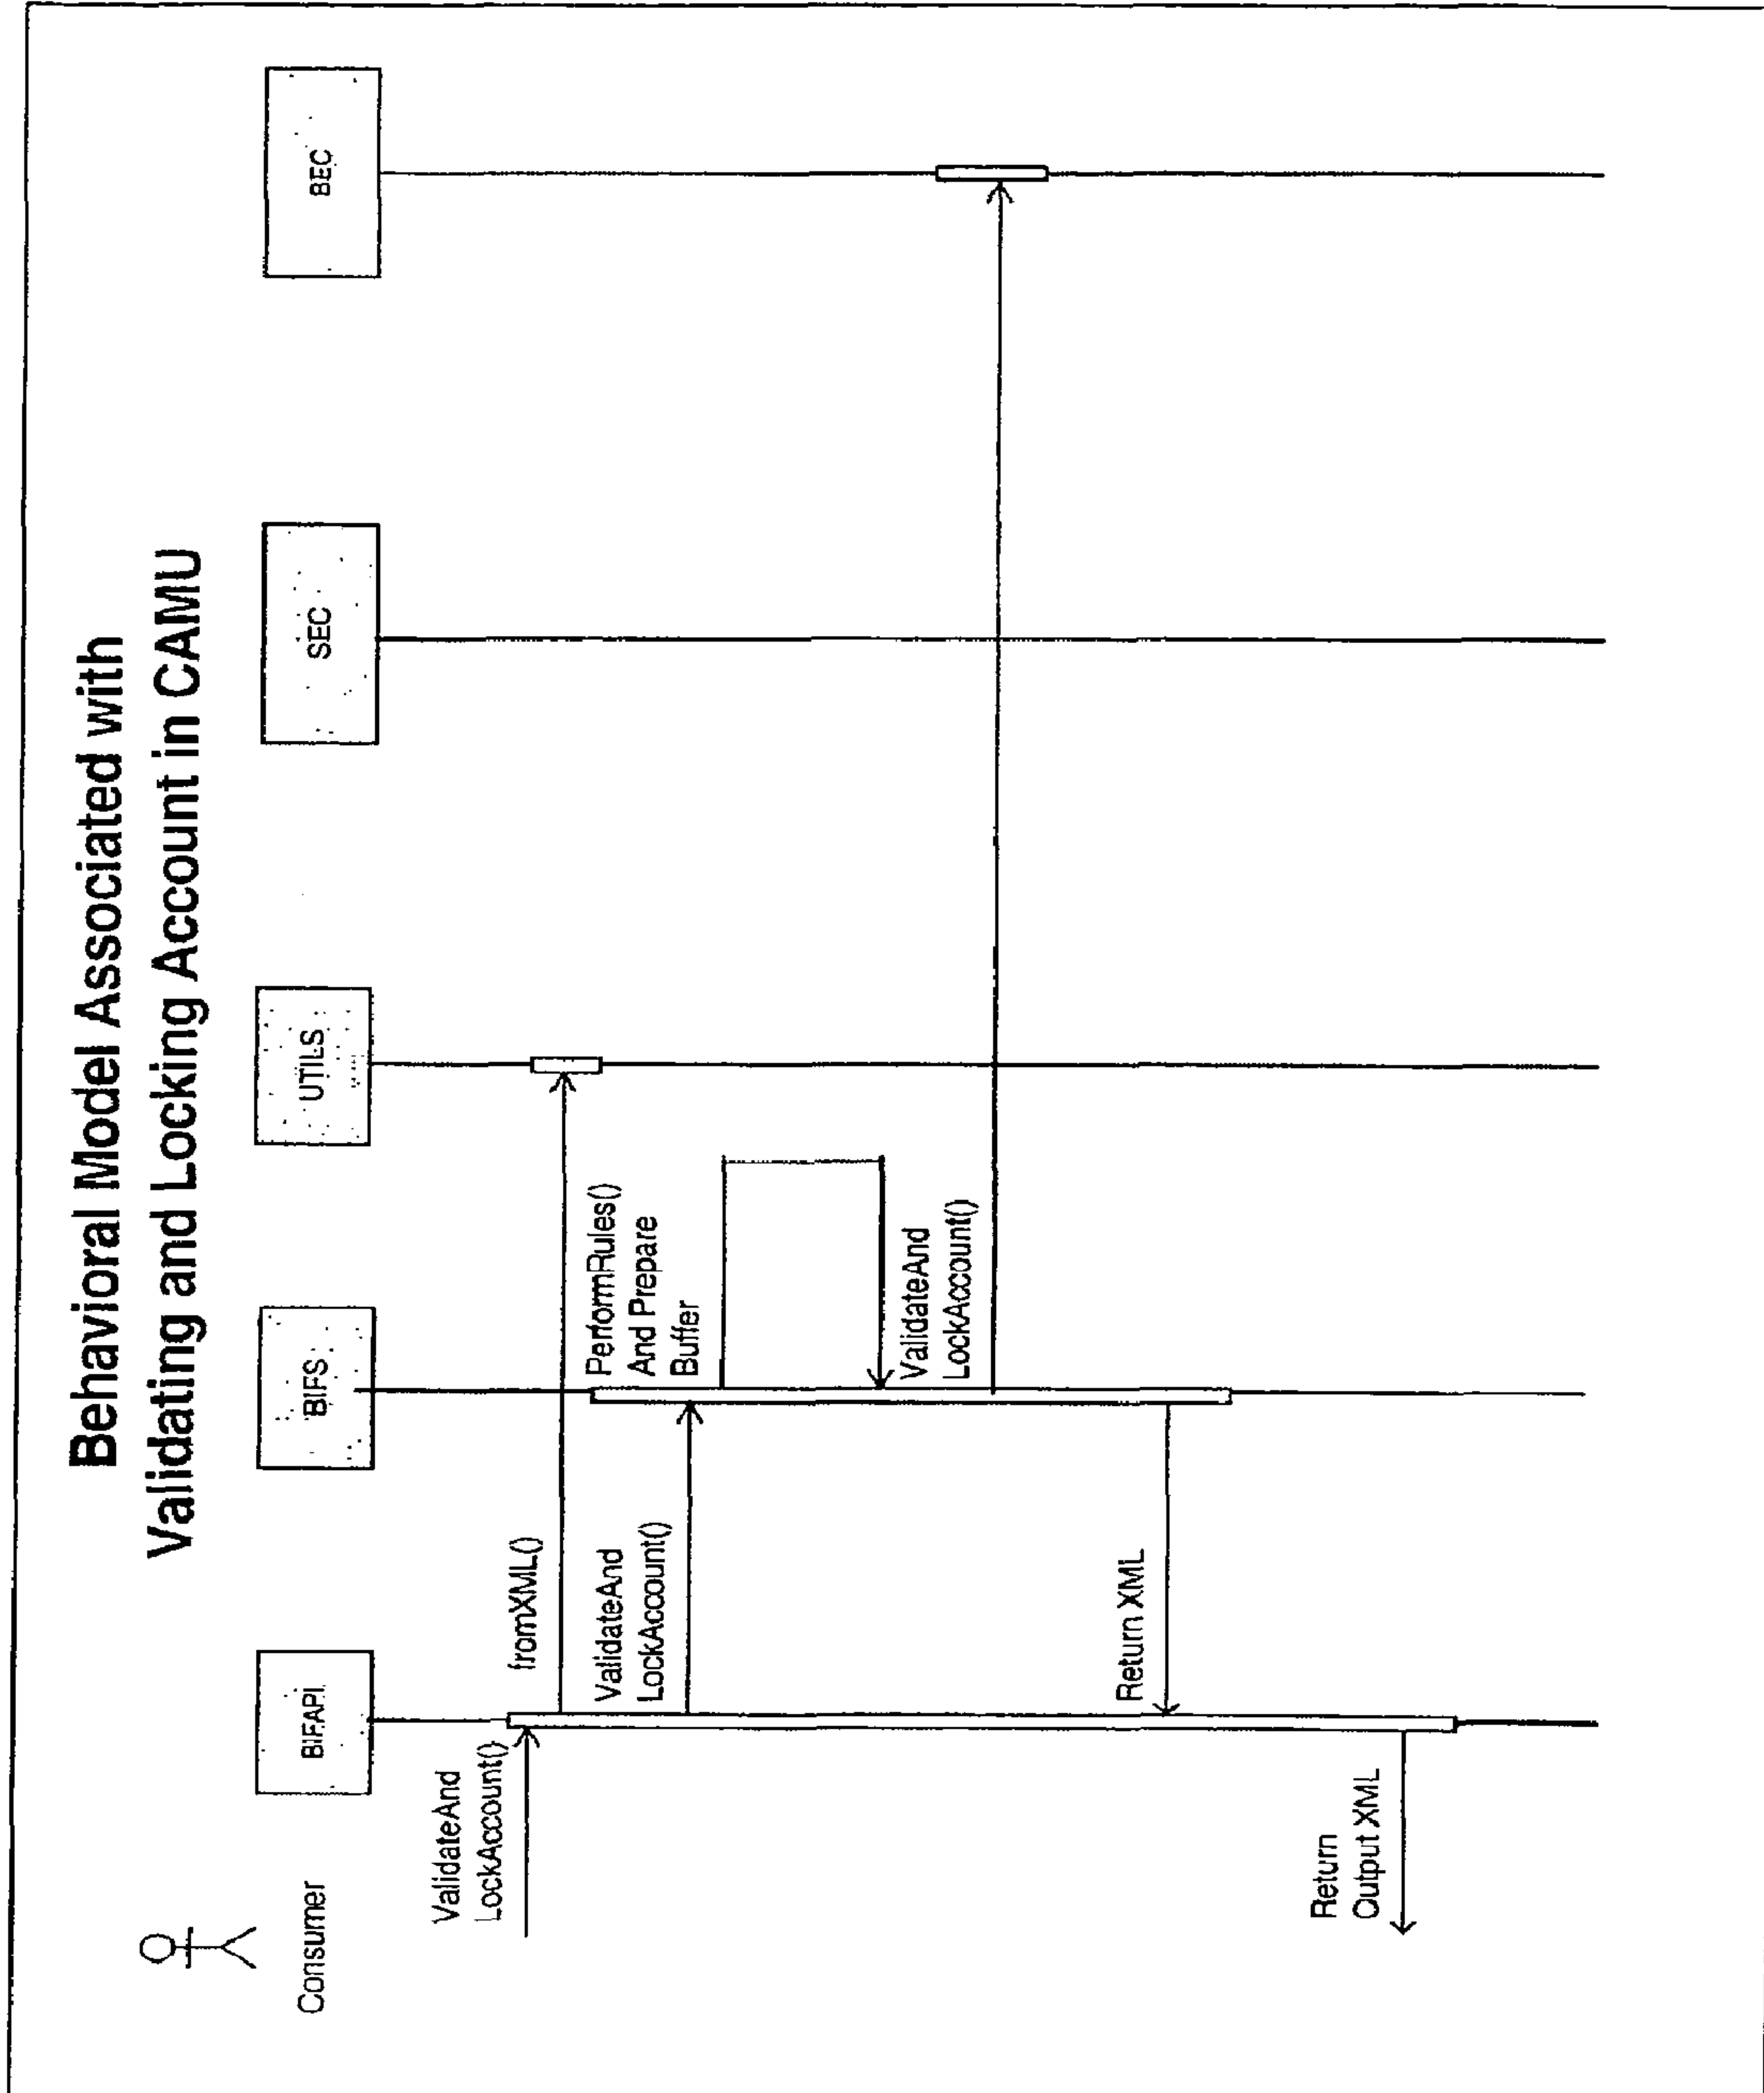 Behavioral Model Associated with
Validating and Locking Account in CAMU
Consumer
BIFAPI
BIFS
UTILS
SEC
BEC
ValidateAnd
LockAccount()
fromXML()
ValidateAnd
LockAccount()
PerformRules()
And Prepare
Buffer
ValidateAnd
LockAccount()
Return XML
Return
Output XML